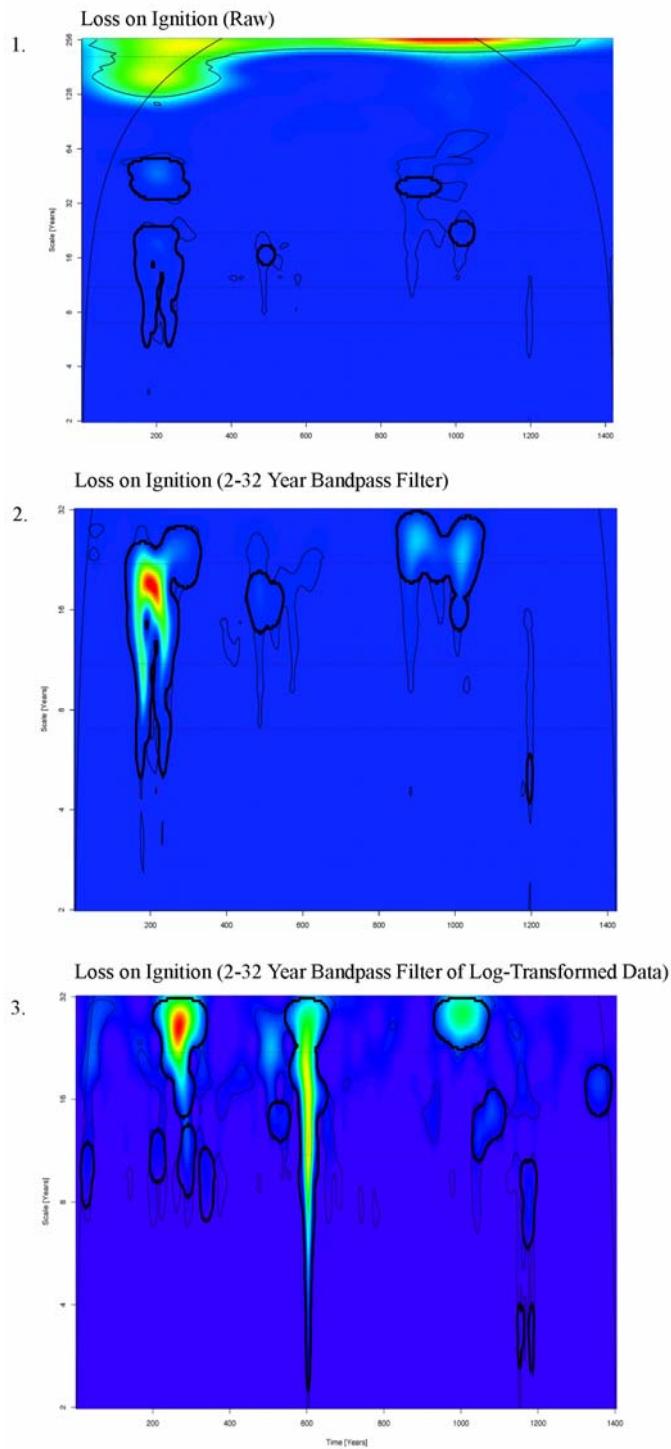 Loss on Ignition (Raw)
1.
256
128
64
32
16
8
4
2
Scale [Years]
200 400 600 800 1000 1200 1400
Loss on Ignition (2-32 Year Bandpass Filter)
2.
32
16
8
4
2
Scale [Years]
200 400 600 800 1000 1200 1400
Loss on Ignition (2-32 Year Bandpass Filter of Log-Transformed Data)
3.
32
16
8
4
2
Scale [Years]
200 400 600 800 1000 1200 1400
Time [Years]